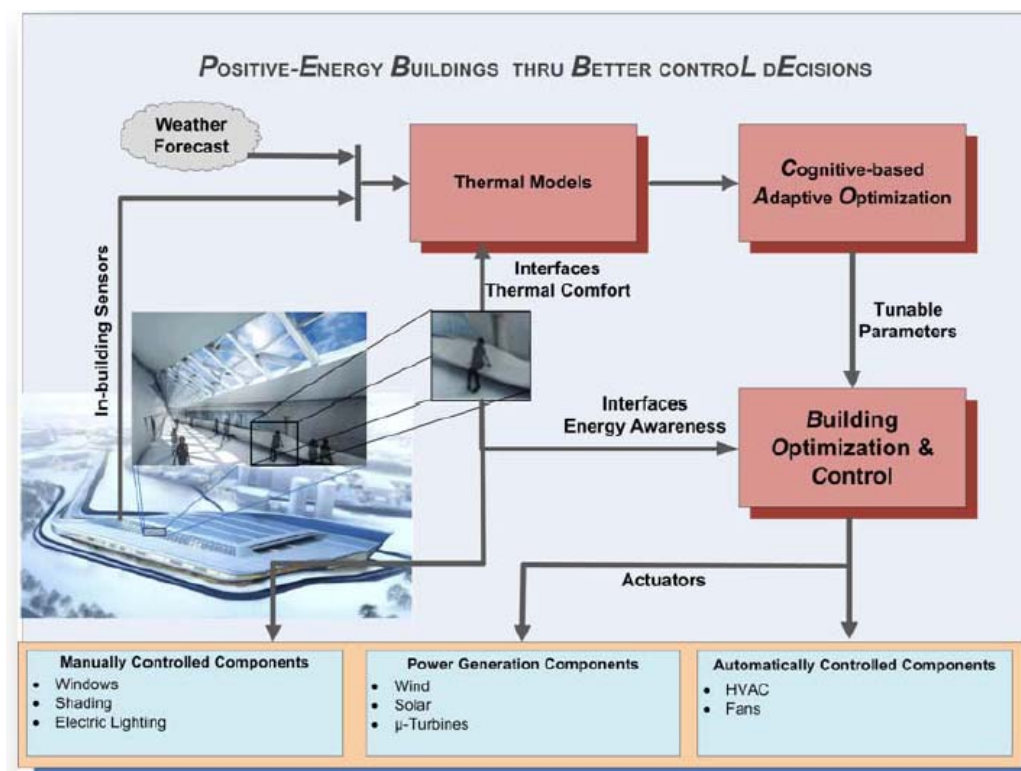 POSITIVE-ENERGY BUILDINGS THRU BETTER CONTROL DECISIONS
Weather
Forecast
Thermal Models
Cognitive-based
Adaptive Optimization
In-building Sensors
Interfaces
Thermal Comfort
Tunable
Parameters
Interfaces
Energy Awareness
Building
Optimization &
Control
Actuators
Manually Controlled Components
• Windows
• Shading
• Electric Lighting
Power Generation Components
• Wind
• Solar
• µ-Turbines
Automatically Controlled Components
• HVAC
• Fans